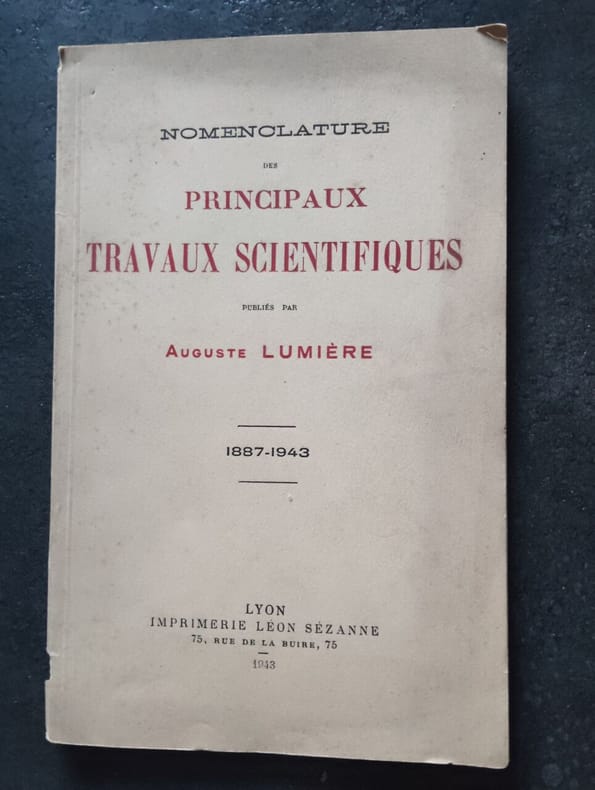 NOMENCLATURE
DES
PRINCIPAUX
TRAVAUX SCIENTIFIQUES
PUBLIÉS PAR
AUGUSTE LUMIÈRE
1887-1943
LYON
IMPRIMERIE LÉON SÉZANNE
75, RUE DE LA BUIRE, 75
1943